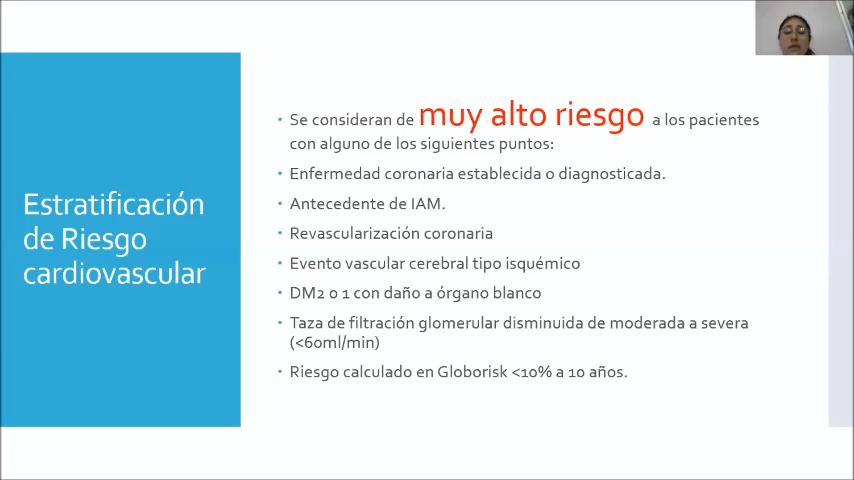 Estratificación
de Riesgo
cardiovascular
• Se consideran de muy alto riesgo a los pacientes
con alguno de los siguientes puntos:
• Enfermedad coronaria establecida o diagnosticada.
• Antecedente de IAM.
• Revascularización coronaria
• Evento vascular cerebral tipo isquémico
• DM2 o 1 con daño a órgano blanco
• Taza de filtración glomerular disminuida de moderada a severa
(<60ml/min)
• Riesgo calculado en Globorisk <10% a 10 años.